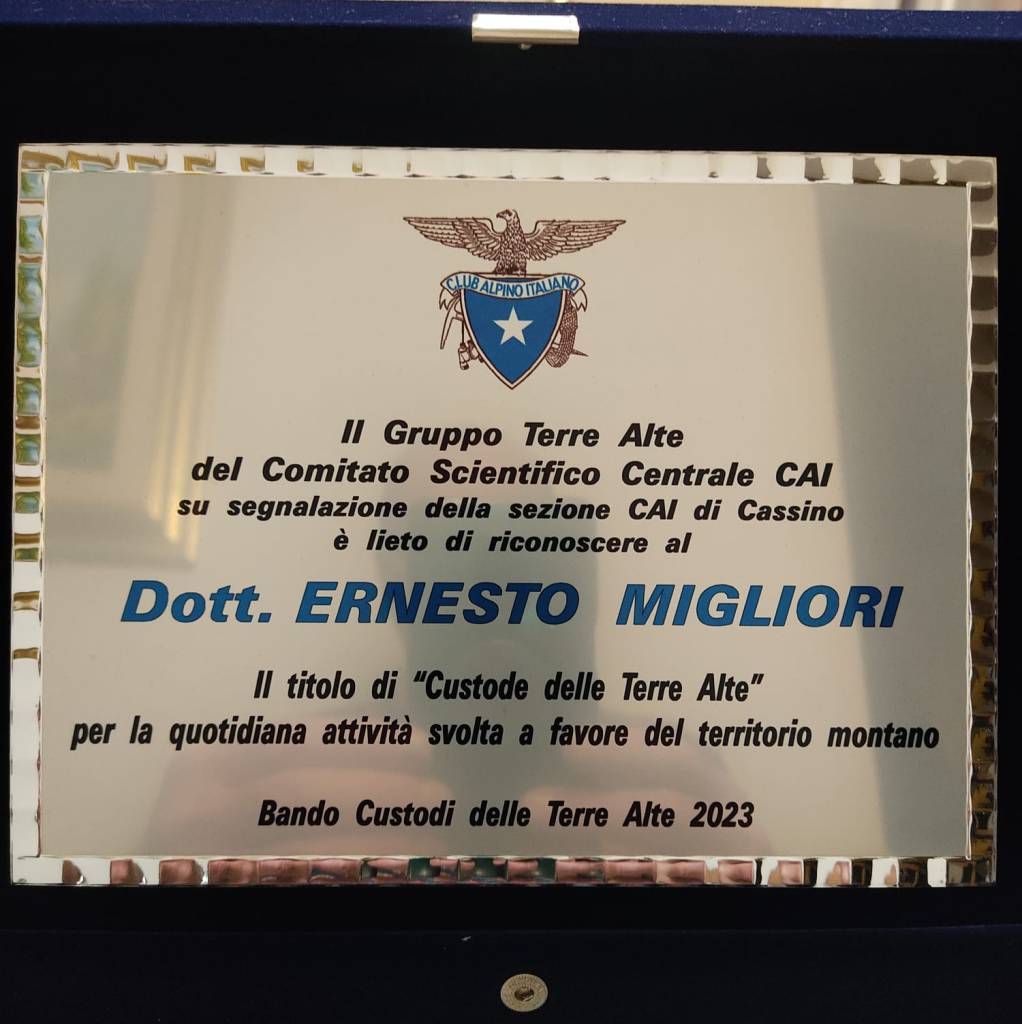 CLUB ALPINO ITALIANO
Il Gruppo Terre Alte
del Comitato Scientifico Centrale CAI
su segnalazione della sezione CAI di Cassino
è lieto di riconoscere al
Dott. ERNESTO MIGLIORI
Il titolo di “Custode delle Terre Alte”
per la quotidiana attività svolta a favore del territorio montano
Bando Custodi delle Terre Alte 2023